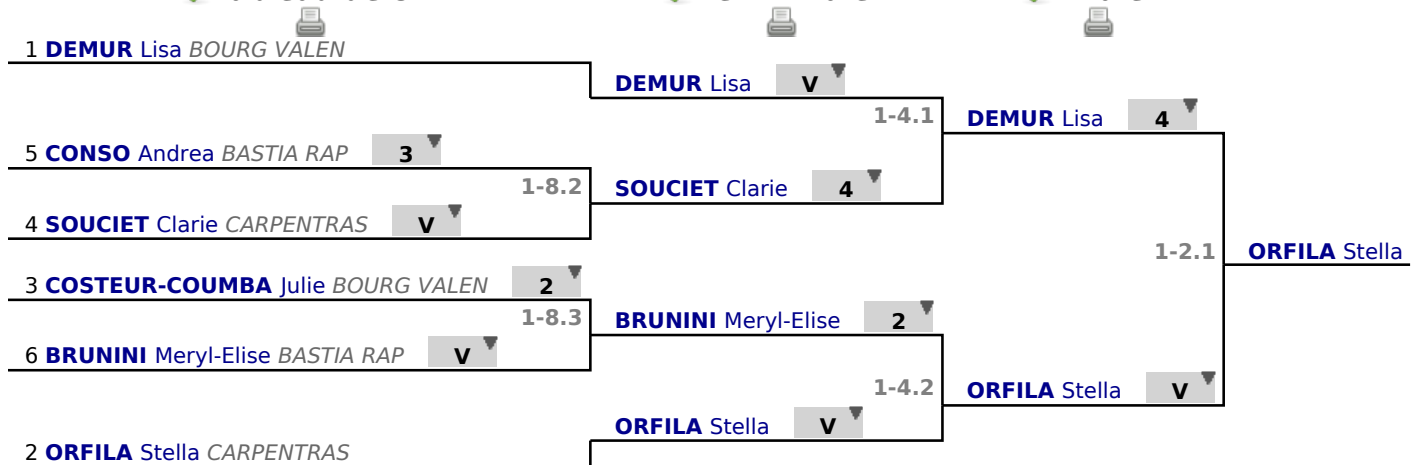 1 DEMUR Lisa BOURG VALEN
DEMUR Lisa V
1-4.1
DEMUR Lisa 4
5 CONSO Andrea BASTIA RAP 3
1-8.2
SOUCIET Clarie 4
4 SOUCIET Clarie CARPENTRAS V
1-2.1
ORFILA Stella
3 COSTEUR-COUMBA Julie BOURG VALEN 2
1-8.3
BRUNINI Meryl-Elise 2
6 BRUNINI Meryl-Elise BASTIA RAP V
1-4.2
ORFILA Stella V
ORFILA Stella V
2 ORFILA Stella CARPENTRAS